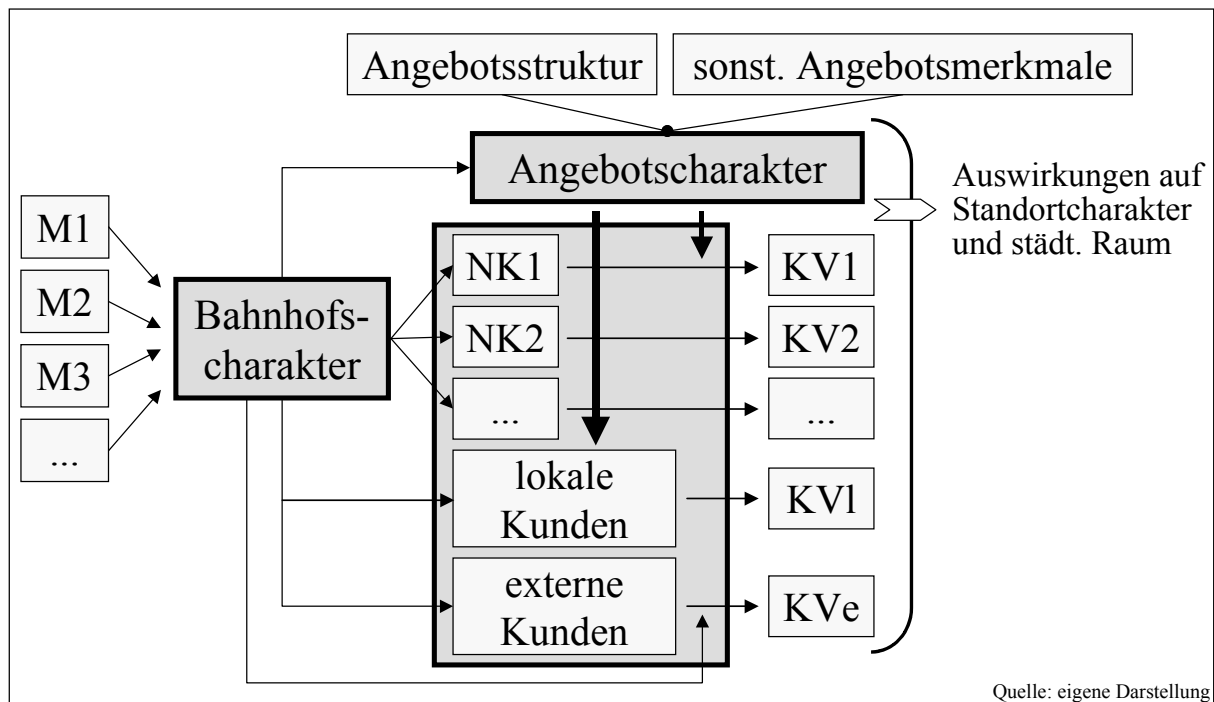 Angebotsstruktur
sonst. Angebotsmerkmale
Angebotscharakter
Auswirkungen auf
Standortcharakter
und städt. Raum
M1
M2
M3
...
Bahnhofs-
charakter
NK1
NK2
...
lokale
Kunden
externe
Kunden
KV1
KV2
...
KVl
KVe
Quelle: eigene Darstellung